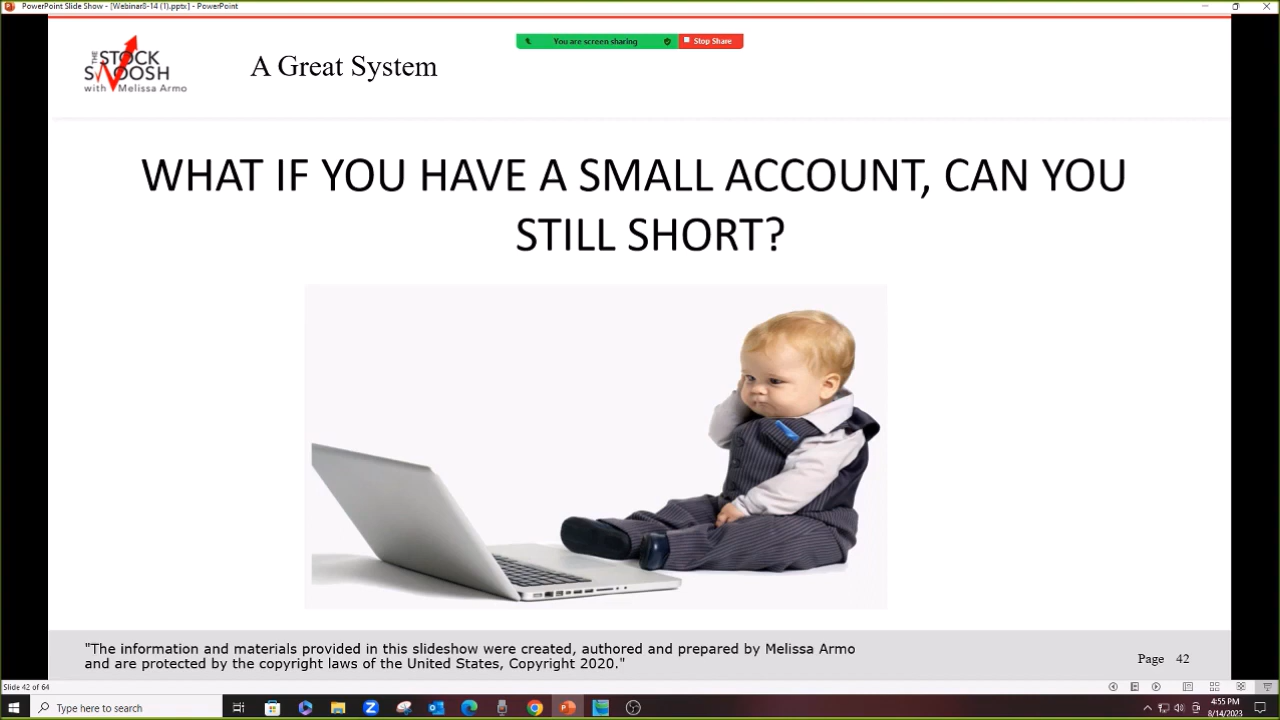 PowerPoint Slide Show - [Webinar8-14 (1).pptx] - PowerPoint
You are screen sharing
Stop Share
THE
STOCK
SWOOSH
with Melissa Armo
A Great System
WHAT IF YOU HAVE A SMALL ACCOUNT, CAN YOU
STILL SHORT?
"The information and materials provided in this slideshow were created, authored and prepared by Melissa Armo
and are protected by the copyright laws of the United States, Copyright 2020."
Page 42
Slide 42 of 64
Type here to search
4:55 PM
8/14/2023